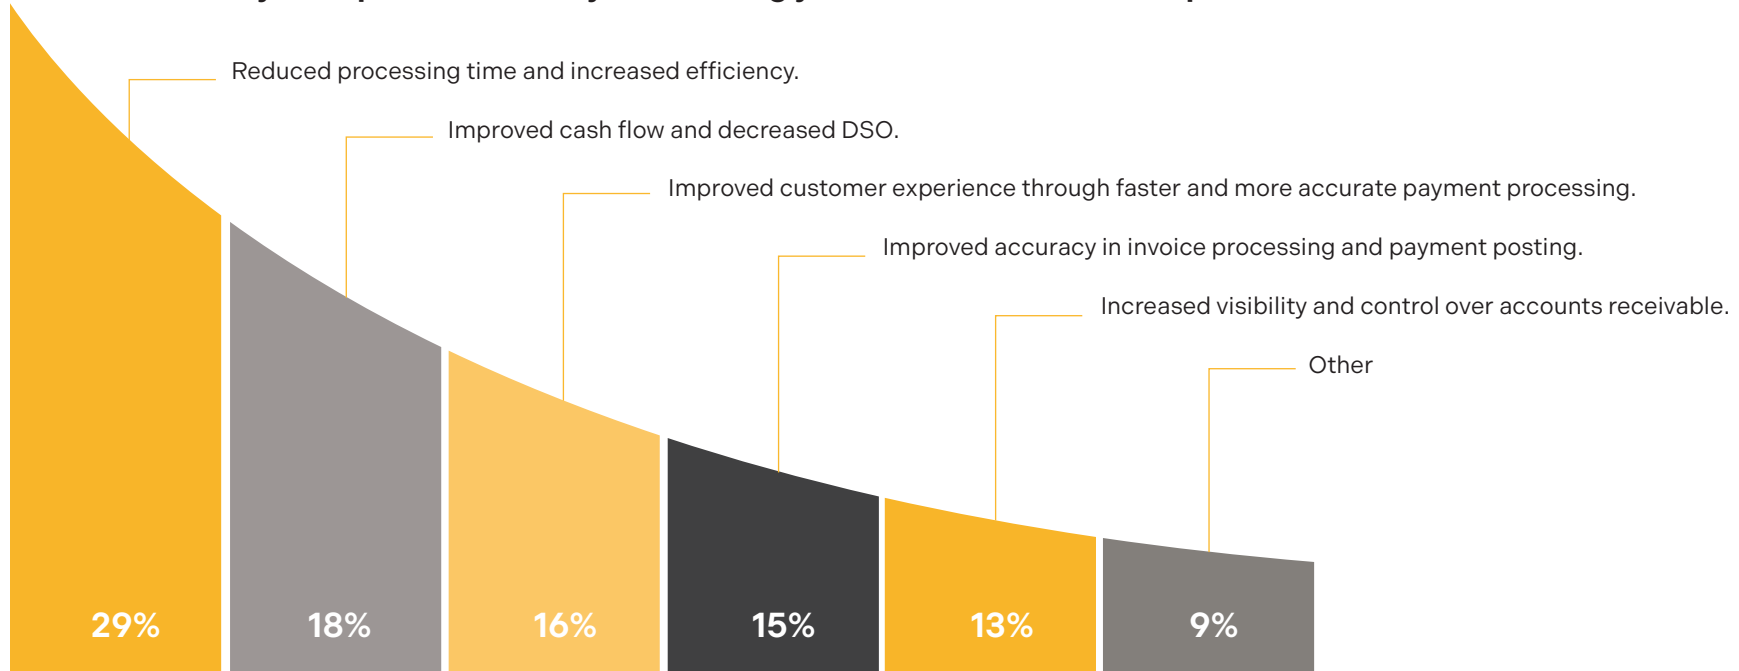 Reduced processing time and increased efficiency.
Improved cash flow and decreased DSO.
Improved customer experience through faster and more accurate payment processing.
Improved accuracy in invoice processing and payment posting.
Increased visibility and control over accounts receivable.
Other
29% 18% 16% 15% 13% 9%